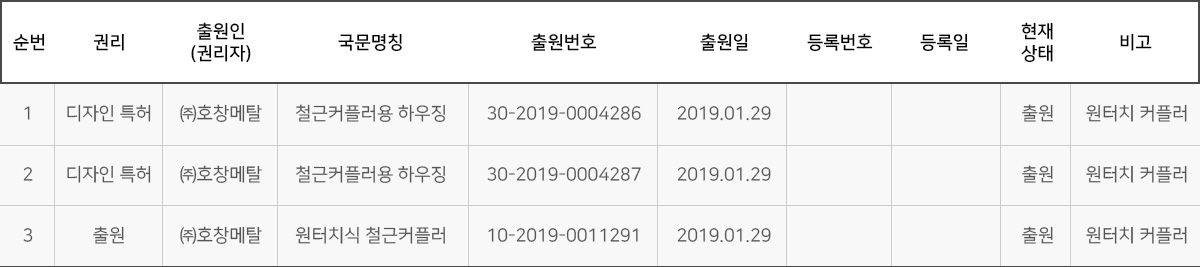 순번 권리 출원인 (권리자) 국문명칭 출원번호 출원일 등록번호 등록일 현재 상태 비고
1 디자인 특허 ㈜호창메탈 철근커플러용 하우징 30-2019-0004286 2019.01.29 출원 원터치 커플러
2 디자인 특허 ㈜호창메탈 철근커플러용 하우징 30-2019-0004287 2019.01.29 출원 원터치 커플러
3 출원 ㈜호창메탈 원터치식 철근커플러 10-2019-0011291 2019.01.29 출원 원터치 커플러